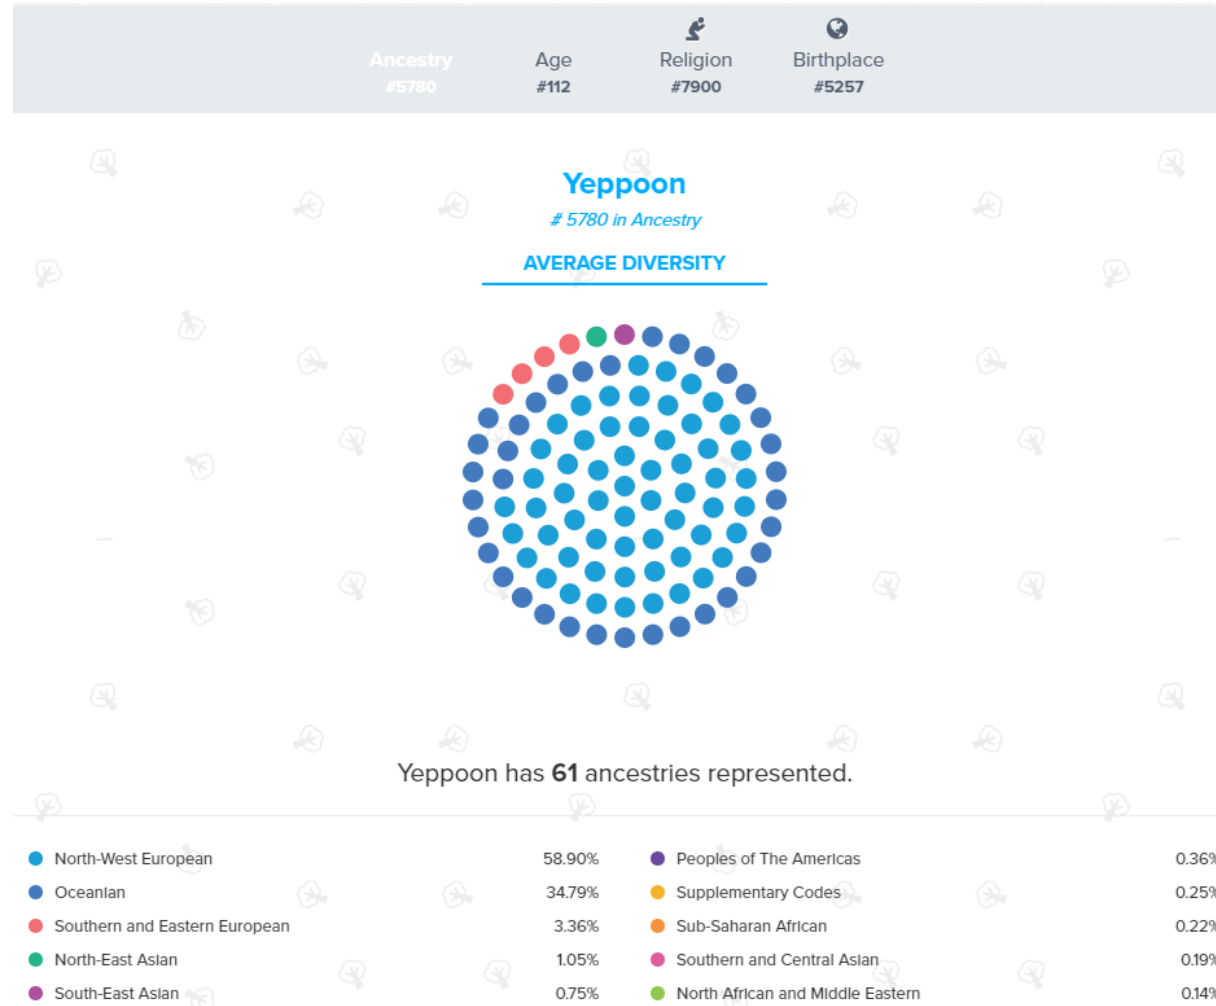 Ancestry
#5780
Age
#112
Religion
#7900
Birthplace
#5257
Yeppoon
# 5780 in Ancestry
AVERAGE DIVERSITY
Yeppoon has 61 ancestries represented.
North-West European 58.90%
Oceanian 34.79%
Southern and Eastern European 3.36%
North-East Asian 1.05%
South-East Asian 0.75%
Peoples of The Americas 0.36%
Supplementary Codes 0.25%
Sub-Saharan African 0.22%
Southern and Central Asian 0.19%
North African and Middle Eastern 0.14%